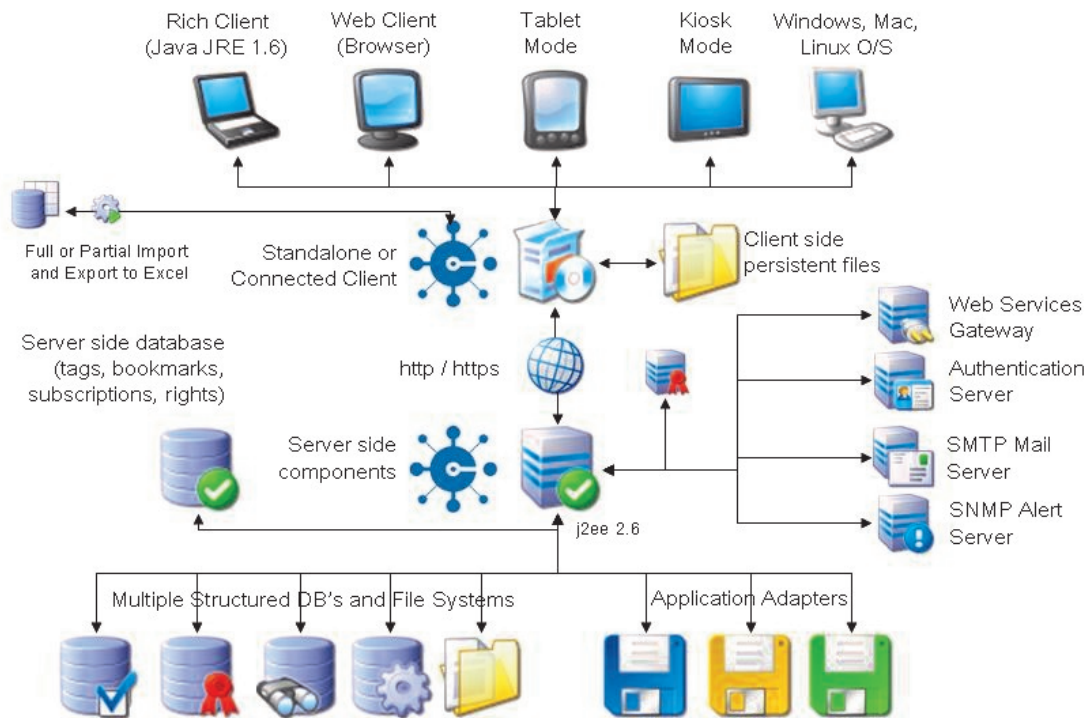 Rich Client
(Java JRE 1.6)
Web Client
(Browser)
Tablet
Mode
Kiosk
Mode
Windows, Mac,
Linux O/S
Full or Partial Import
and Export to Excel
Standalone or
Connected Client
Client side
persistent files
Web Services
Gateway
Server side database
(tags, bookmarks,
subscriptions, rights)
http / https
Authentication
Server
Server side
components
SMTP Mail
Server
j2ee 2.6
SNMP Alert
Server
Multiple Structured DB's and File Systems
Application Adapters